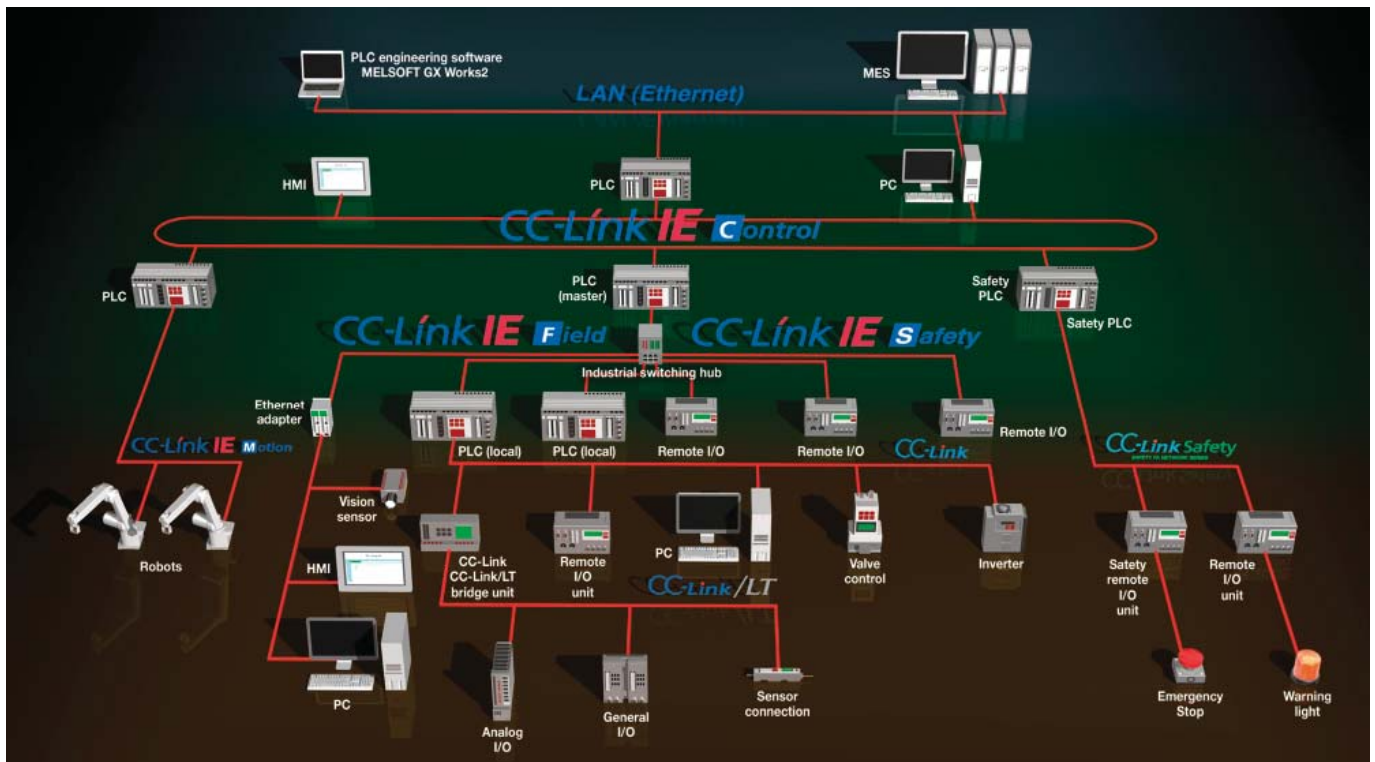 PLC engineering software
MELSOFT GX Works2
MES
LAN (Ethernet)
HMI
PLC
PC
CC-Link IE Control
PLC
PLC
(master)
Safety
PLC
Satety PLC
CC-Link IE Field
CC-Link IE Safety
Industrial switching hub
Ethernet
adapter
CC-Link IE Motion
PLC (local)
PLC (local)
Remote I/O
Remote I/O
Remote I/O
CC-Link
CC-Link Safety
Vision
sensor
Robots
HMI
CC-Link
CC-Link/LT
bridge unit
Remote
I/O
unit
PC
Valve
control
Inverter
Satety
remote
I/O
unit
Remote
I/O
unit
CC-Link/LT
PC
Analog
I/O
General
I/O
Sensor
connection
Emergency
Stop
Warning
light